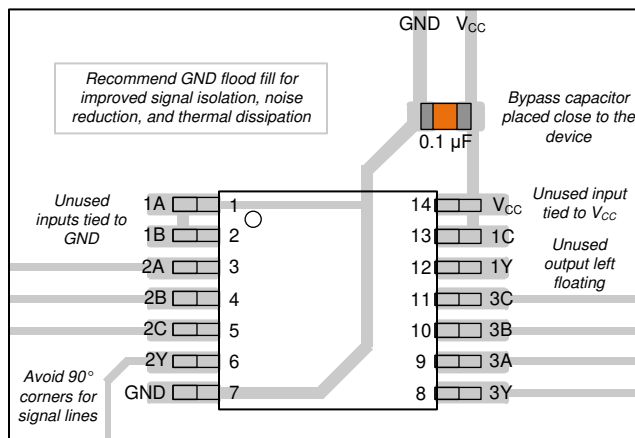 GND VCC
Recommend GND flood fill for
improved signal isolation, noise
reduction, and thermal dissipation
Bypass capacitor
placed close to the
device
0.1 µF
Unused
inputs tied to
GND
1A 1 14 VCC
1B 2 13 1C
2A 3 12 1Y
2B 4 11 3C
2C 5 10 3B
2Y 6 9 3A
GND 7 8 3Y
Unused input
tied to VCC
Unused
output left
floating
Avoid 90°
corners for
signal lines